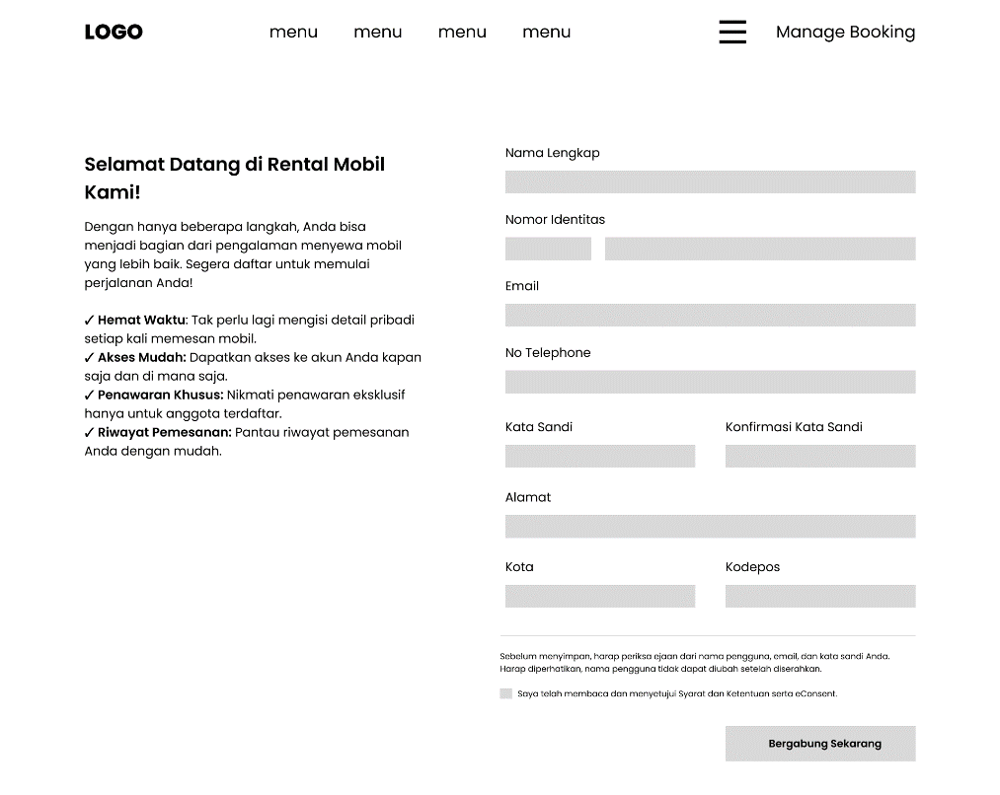 LOGO
menu
menu
menu
menu
Manage Booking
Selamat Datang di Rental Mobil
Kami!
Dengan hanya beberapa langkah, Anda bisa
menjadi bagian dari pengalaman menyewa mobil
yang lebih baik. Segera daftar untuk memulai
perjalanan Anda!
✓ Hemat Waktu: Tak perlu lagi mengisi detail pribadi
setiap kali memesan mobil.
✓ Akses Mudah: Dapatkan akses ke akun Anda kapan
saja dan di mana saja.
✓ Penawaran Khusus: Nikmati penawaran eksklusif
hanya untuk anggota terdaftar.
✓ Riwayat Pemesanan: Pantau riwayat pemesanan
Anda dengan mudah.
Nama Lengkap
Nomor Identitas
Email
No Telephone
Kata Sandi
Konfirmasi Kata Sandi
Alamat
Kota
Kodepos
Sebelum menyimpan, harap periksa ejaan dari nama pengguna, email, dan kata sandi Anda.
Harap diperhatikan, nama pengguna tidak dapat diubah setelah diserahkan.
Saya telah membaca dan menyetujui Syarat dan Ketentuan serta eConsent.
Bergabung Sekarang